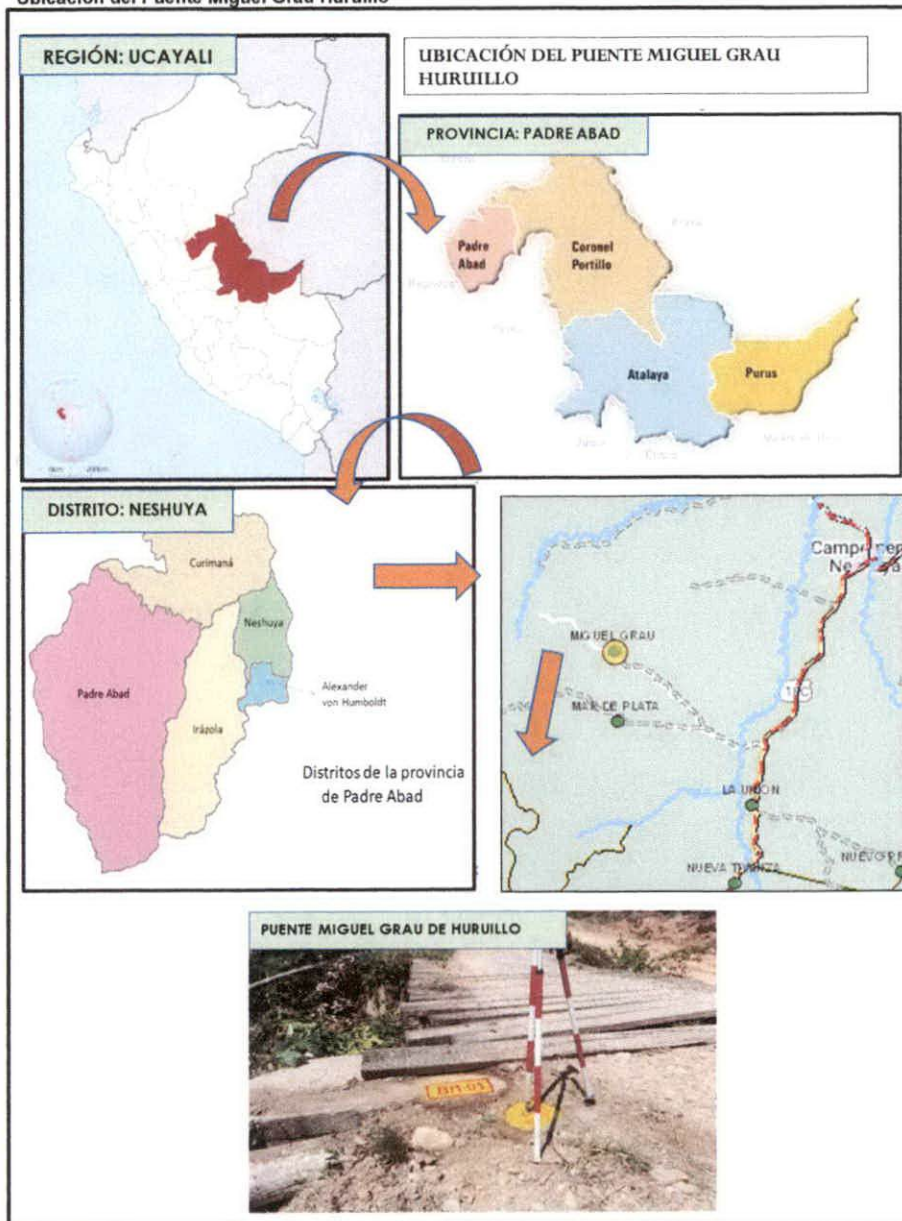 Ubicación del Puente Miguel Grau Huruillo
REGIÓN: UCAYALI
UBICACIÓN DEL PUENTE MIGUEL GRAU
HURUILLO
PROVINCIA: PADRE ABAD
Padre
Abad
Coronel
Portillo
Atalaya
Purus
DISTRITO: NESHUYA
Curimaná
Neshuya
Padre Abad
Alexander
von Humboldt
Irázola
Distritos de la provincia
de Padre Abad
MIGUEL GRAU
MAR DE PLATA
18C
LA UNION
PUENTE MIGUEL GRAU DE HURUILLO
BM-01